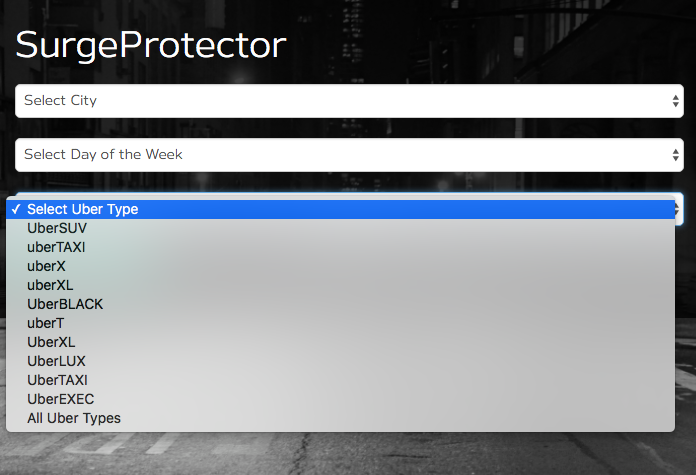 SurgeProtector
Select City
Select Day of the Week
✓ Select Uber Type
UberSUV
uberTAXI
uberX
uberXL
UberBLACK
uberT
UberXL
UberLUX
UberTAXI
UberEXEC
All Uber Types